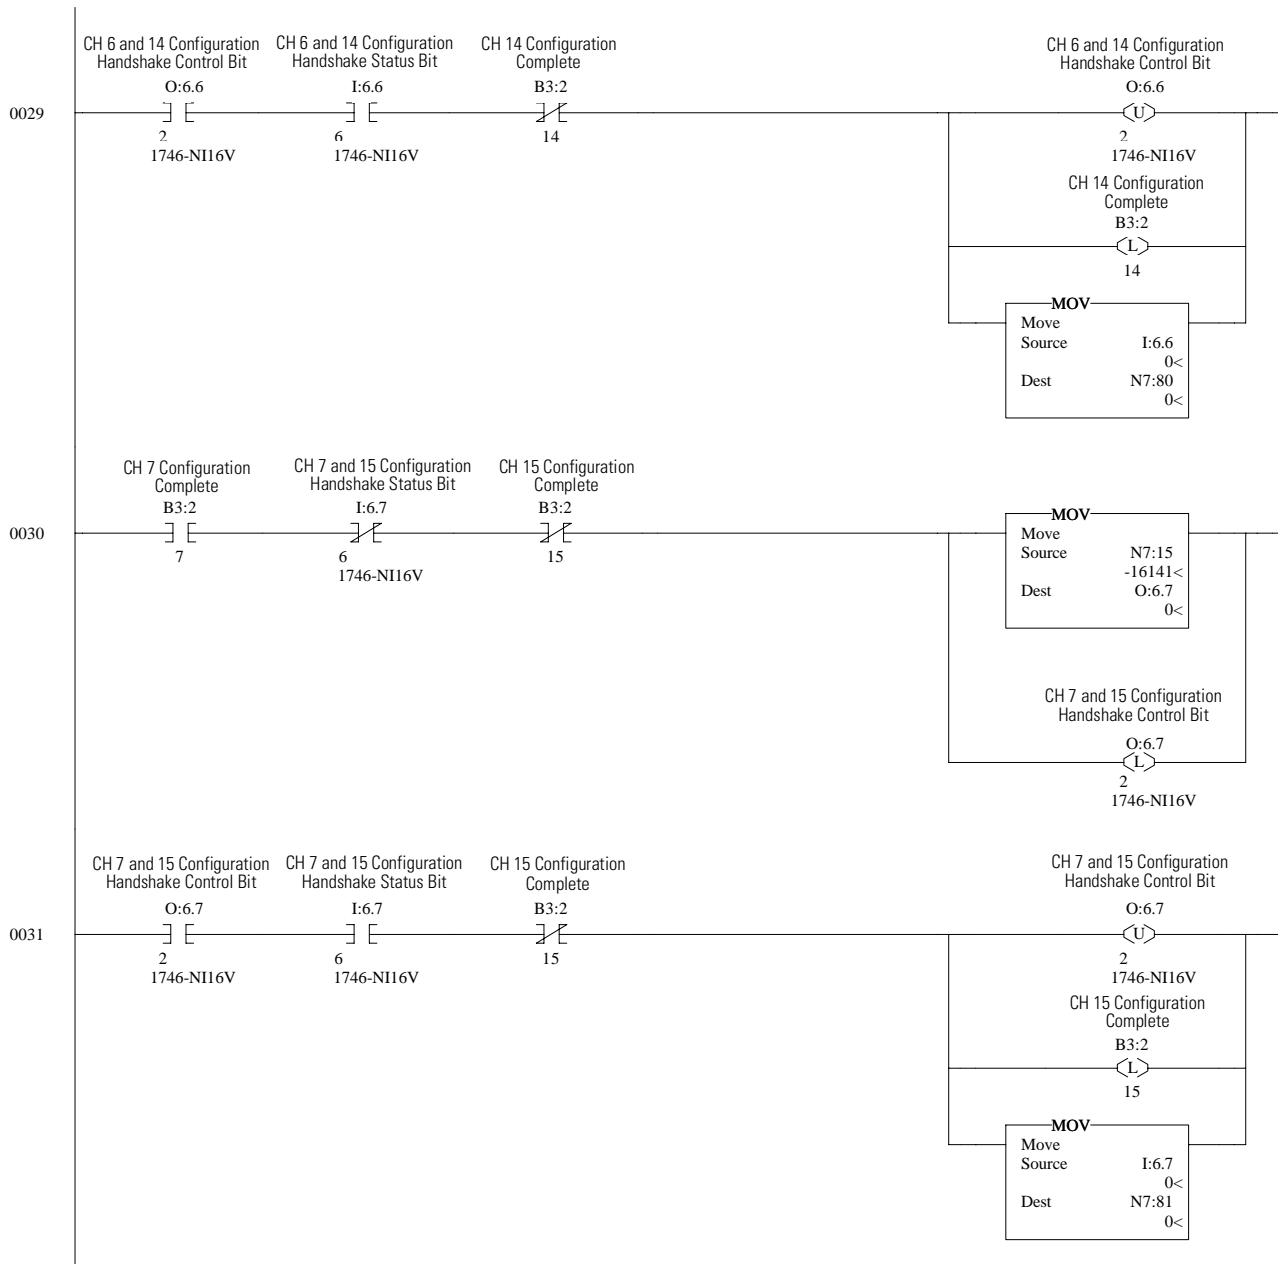 CH 6 and 14 Configuration
Handshake Control Bit
O:6.6
2
1746-NI16V
CH 6 and 14 Configuration
Handshake Status Bit
I:6.6
6
1746-NI16V
CH 14 Configuration
Complete
B3:2
14
CH 6 and 14 Configuration
Handshake Control Bit
O:6.6
U
2
1746-NI16V
0029
CH 14 Configuration
Complete
B3:2
L
14
MOV
Move
Source I:6.6
0<
Dest N7:80
0<
CH 7 Configuration
Complete
B3:2
7
CH 7 and 15 Configuration
Handshake Status Bit
I:6.7
6
1746-NI16V
CH 15 Configuration
Complete
B3:2
15
0030
MOV
Move
Source N7:15
-16141<
Dest O:6.7
0<
CH 7 and 15 Configuration
Handshake Control Bit
O:6.7
L
2
1746-NI16V
CH 7 and 15 Configuration
Handshake Control Bit
O:6.7
2
1746-NI16V
CH 7 and 15 Configuration
Handshake Status Bit
I:6.7
6
1746-NI16V
CH 15 Configuration
Complete
B3:2
15
CH 7 and 15 Configuration
Handshake Control Bit
O:6.7
U
2
1746-NI16V
0031
CH 15 Configuration
Complete
B3:2
L
15
MOV
Move
Source I:6.7
0<
Dest N7:81
0<